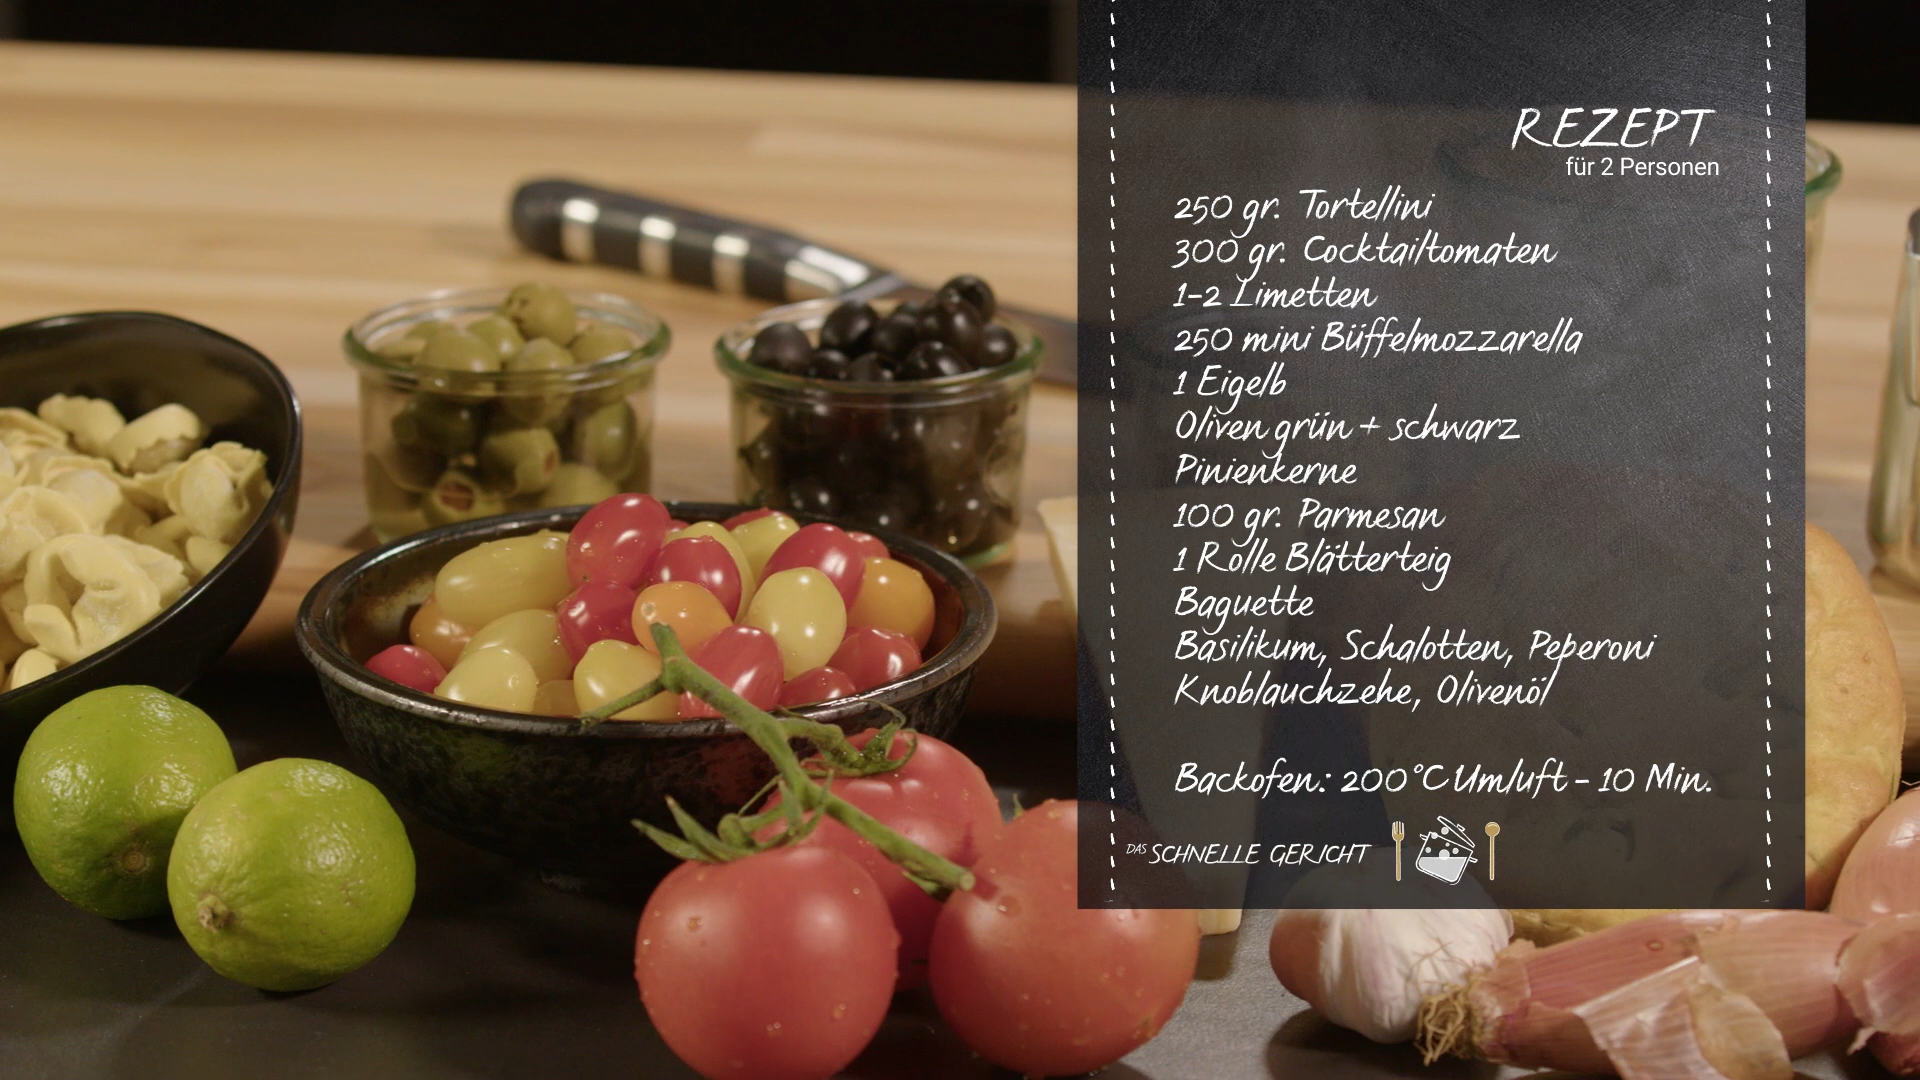 REZEPT
für 2 Personen
250 gr. Tortellini
300 gr. Cocktailtomaten
1-2 Limetten
250 mini Büffelmozzarella
1 Eigelb
Oliven grün + schwarz
Pinienkerne
100 gr. Parmesan
1 Rolle Blätterteig
Baguette
Basilikum, Schalotten, Peperoni
Knoblauchzehe, Olivenöl
Backofen: 200°C Umluft - 10 Min.
DAS SCHNELLE GERICHT